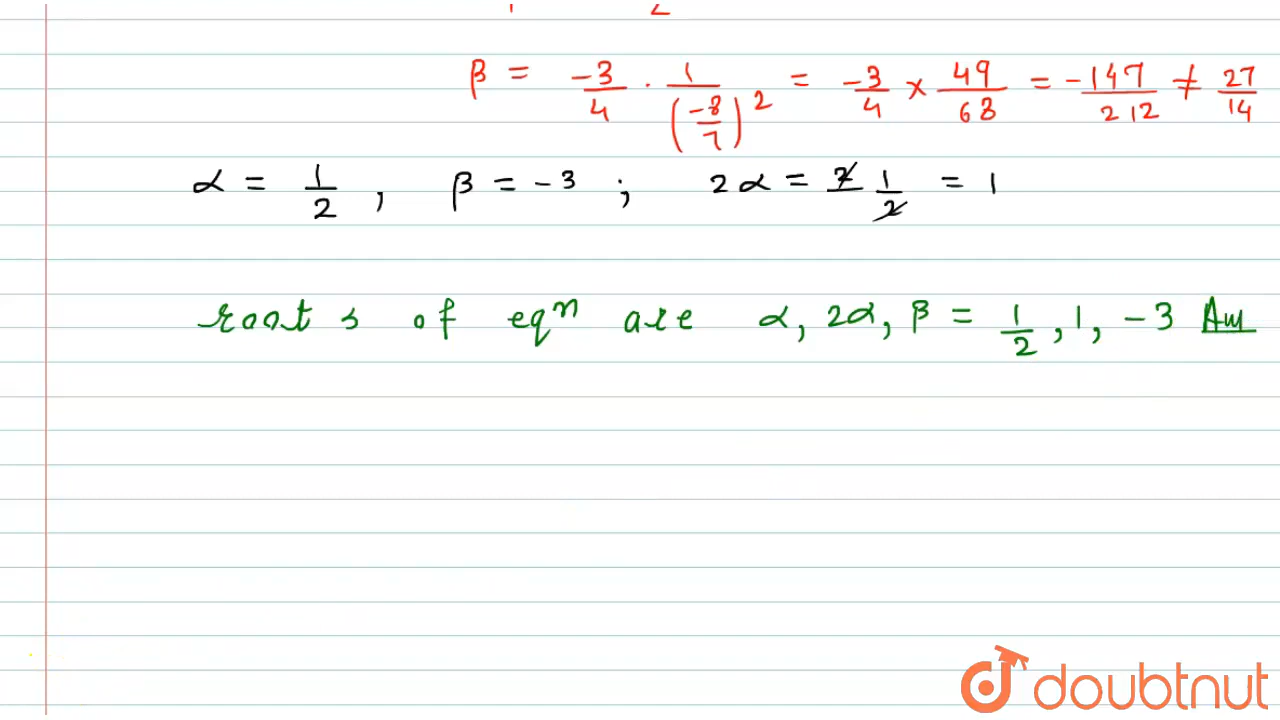 β = -3/4 · 1/(-8/7)^2 = -3/4 × 49/68 = -147/212 ≠ 27/14
α = 1/2 , β = -3 ; 2α = 2 1/2 = 1
roots of eqn are α, 2α, β = 1/2 , 1, -3 Ans
doubtnut